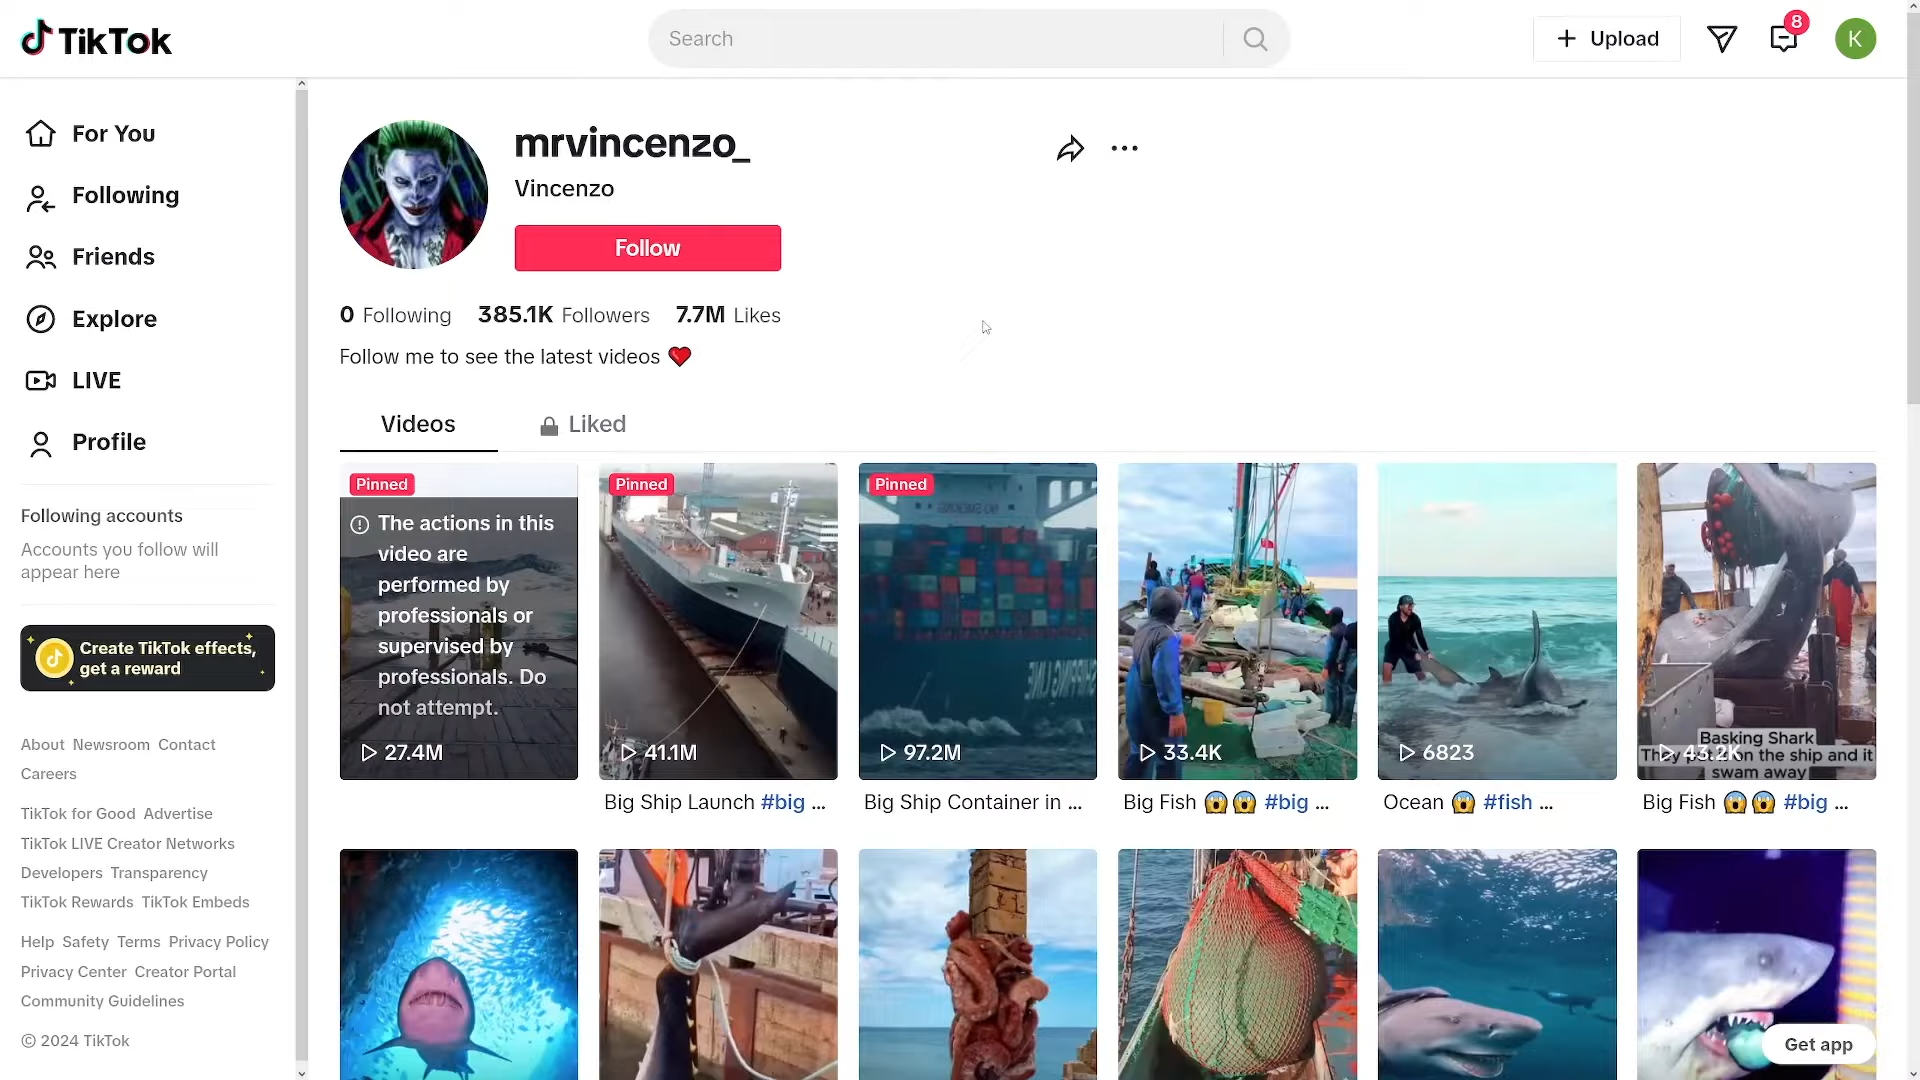 TikTok
Search
Upload
8
K
For You
Following
Friends
Explore
LIVE
Profile
Following accounts
Accounts you follow will
appear here
Create TikTok effects,
get a reward
About Newsroom Contact
Careers
TikTok for Good Advertise
TikTok LIVE Creator Networks
Developers Transparency
TikTok Rewards TikTok Embeds
Help Safety Terms Privacy Policy
Privacy Center Creator Portal
Community Guidelines
© 2024 TikTok
mrvincenzo_
Vincenzo
Follow
0 Following 385.1K Followers 7.7M Likes
Follow me to see the latest videos ❤️
Videos
Liked
Pinned
The actions in this
video are
performed by
professionals or
supervised by
professionals. Do
not attempt.
27.4M
Pinned
41.1M
Big Ship Launch #big ...
Pinned
97.2M
Big Ship Container in ...
33.4K
Big Fish 😱😱 #big ...
6823
Ocean 😱 #fish ...
Basking Shark
43.2K
swam away
Big Fish 😱😱 #big ...
Get app